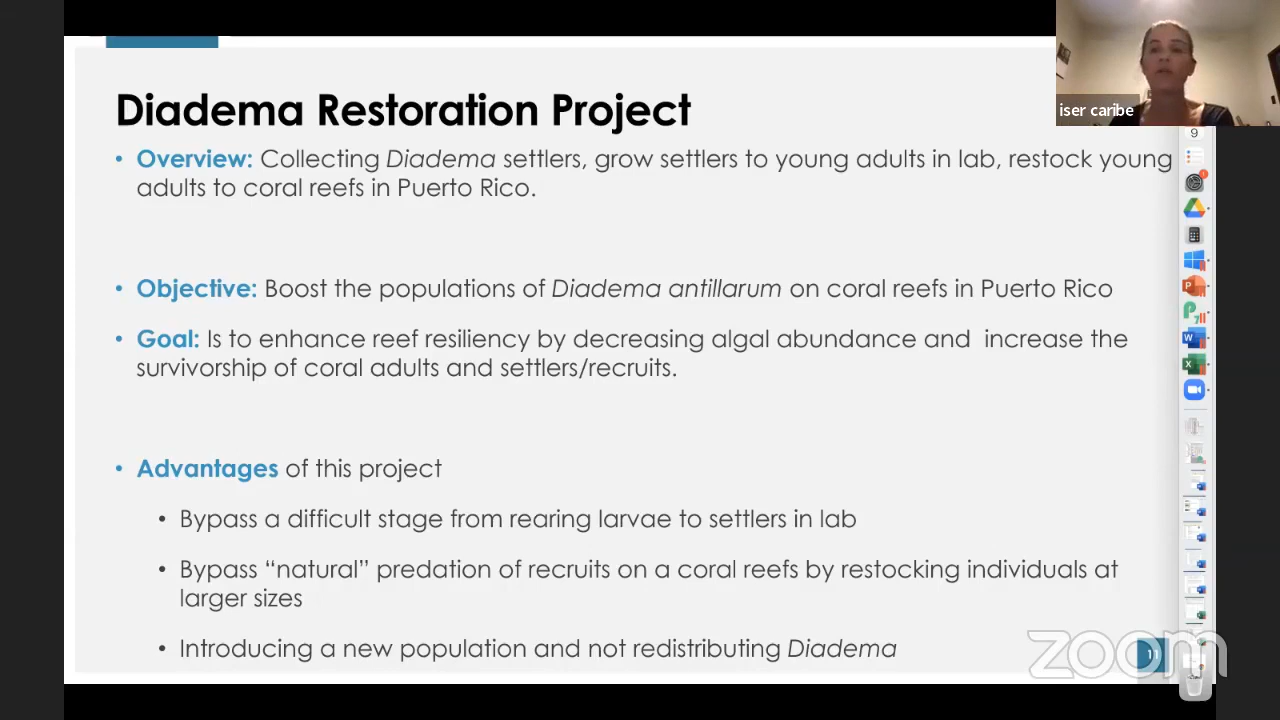 Diadema Restoration Project
iser caribe
9
• Overview: Collecting Diadema settlers, grow settlers to young adults in lab, restock young
adults to coral reefs in Puerto Rico.
• Objective: Boost the populations of Diadema antillarum on coral reefs in Puerto Rico
• Goal: Is to enhance reef resiliency by decreasing algal abundance and  increase the
survivorship of coral adults and settlers/recruits.
• Advantages of this project
• Bypass a difficult stage from rearing larvae to settlers in lab
• Bypass “natural” predation of recruits on a coral reefs by restocking individuals at
larger sizes
• Introducing a new population and not redistributing Diadema
11
zoom